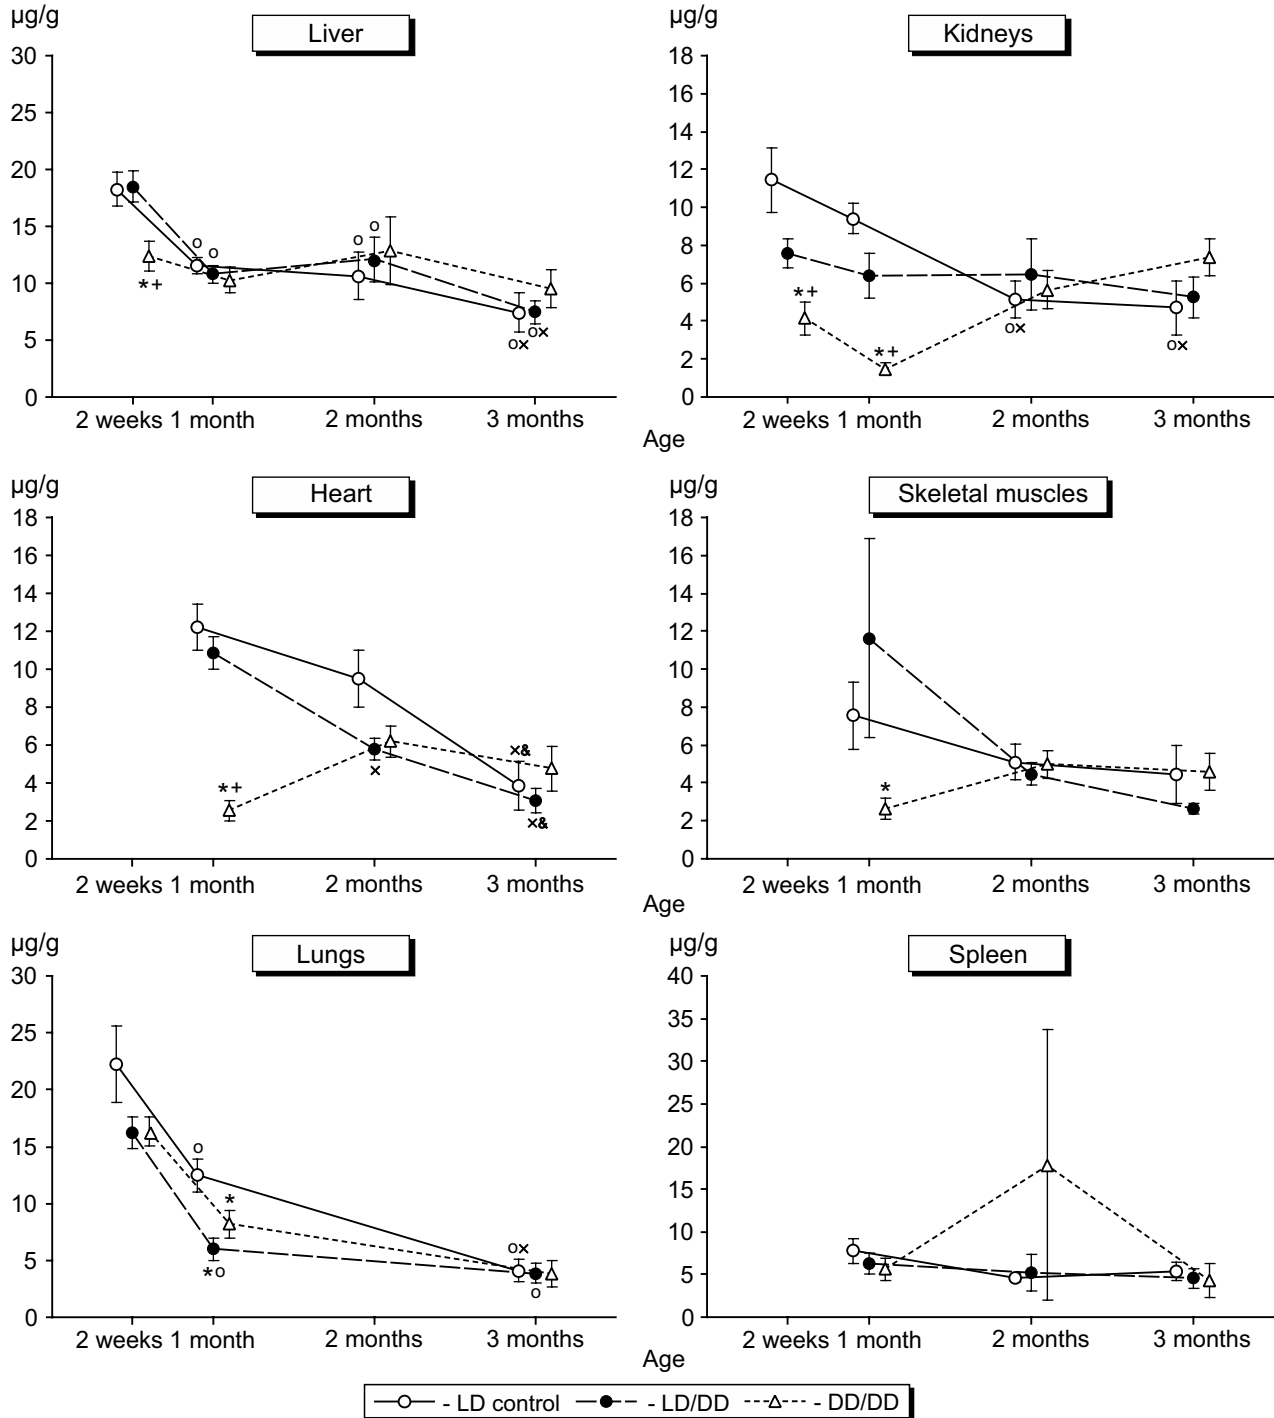 µg/g
Liver
30
25
20
15
10
5
0
o
o
o
o
*+
o×
o×
2 weeks 1 month 2 months 3 months
µg/g
Kidneys
18
16
14
12
10
8
6
4
2
0
*+
*+
o×
o×
2 weeks 1 month 2 months 3 months
Age
µg/g
Heart
18
16
14
12
10
8
6
4
2
0
*+
×
×&
×&
2 weeks 1 month 2 months 3 months
µg/g
Skeletal muscles
18
16
14
12
10
8
6
4
2
0
*
2 weeks 1 month 2 months 3 months
Age
µg/g
Lungs
30
25
20
15
10
5
0
o
*
*o
o×
o
2 weeks 1 month 2 months 3 months
µg/g
Spleen
40
35
30
25
20
15
10
5
0
2 weeks 1 month 2 months 3 months
Age
- LD control - LD/DD - DD/DD